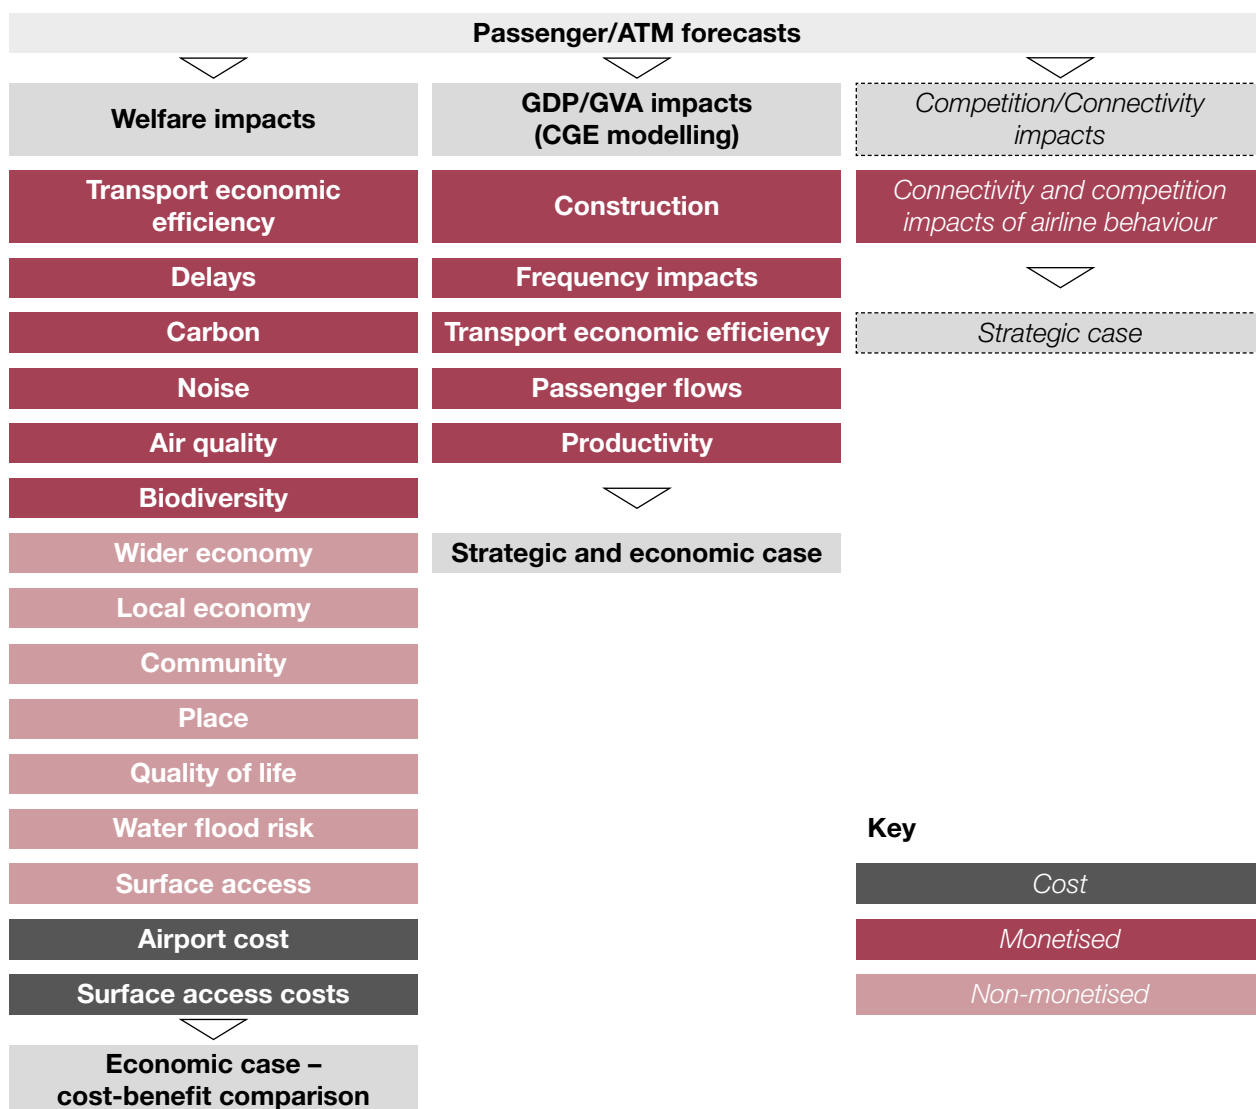 Passenger/ATM forecasts
Welfare impacts
Transport economic
efficiency
Delays
Carbon
Noise
Air quality
Biodiversity
Wider economy
Local economy
Community
Place
Quality of life
Water flood risk
Surface access
Airport cost
Surface access costs
Economic case –
cost-benefit comparison
GDP/GVA impacts
(CGE modelling)
Construction
Frequency impacts
Transport economic efficiency
Passenger flows
Productivity
Strategic and economic case
Competition/Connectivity
impacts
Connectivity and competition
impacts of airline behaviour
Strategic case
Key
Cost
Monetised
Non-monetised